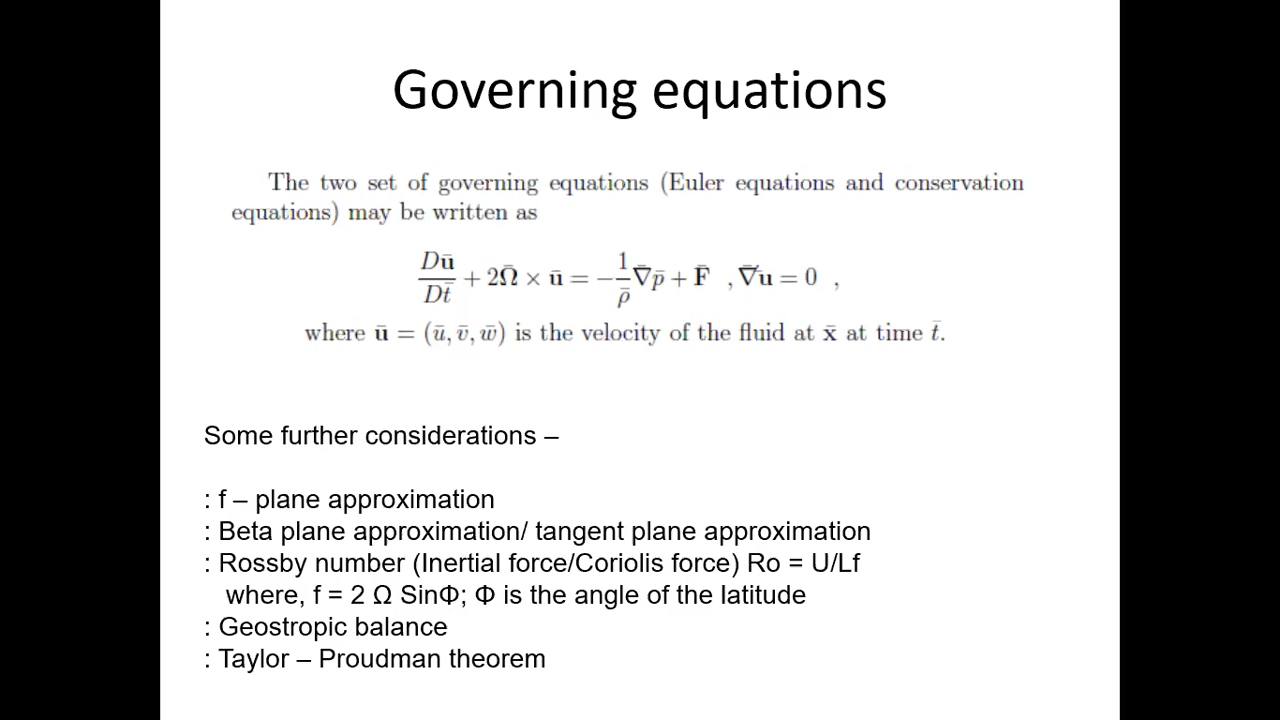 Governing equations
The two set of governing equations (Euler equations and conservation
equations) may be written as
Dū/Dt̄ + 2Ω̄ × ū = −1/ρ̄ ∇̄p̄ + F̄ , ∇̄u = 0 ,
where ū = (ū, v̄, w̄) is the velocity of the fluid at x̄ at time t̄.
Some further considerations –
: f – plane approximation
: Beta plane approximation/ tangent plane approximation
: Rossby number (Inertial force/Coriolis force) Ro = U/Lf
where, f = 2 Ω SinΦ; Φ is the angle of the latitude
: Geostropic balance
: Taylor – Proudman theorem